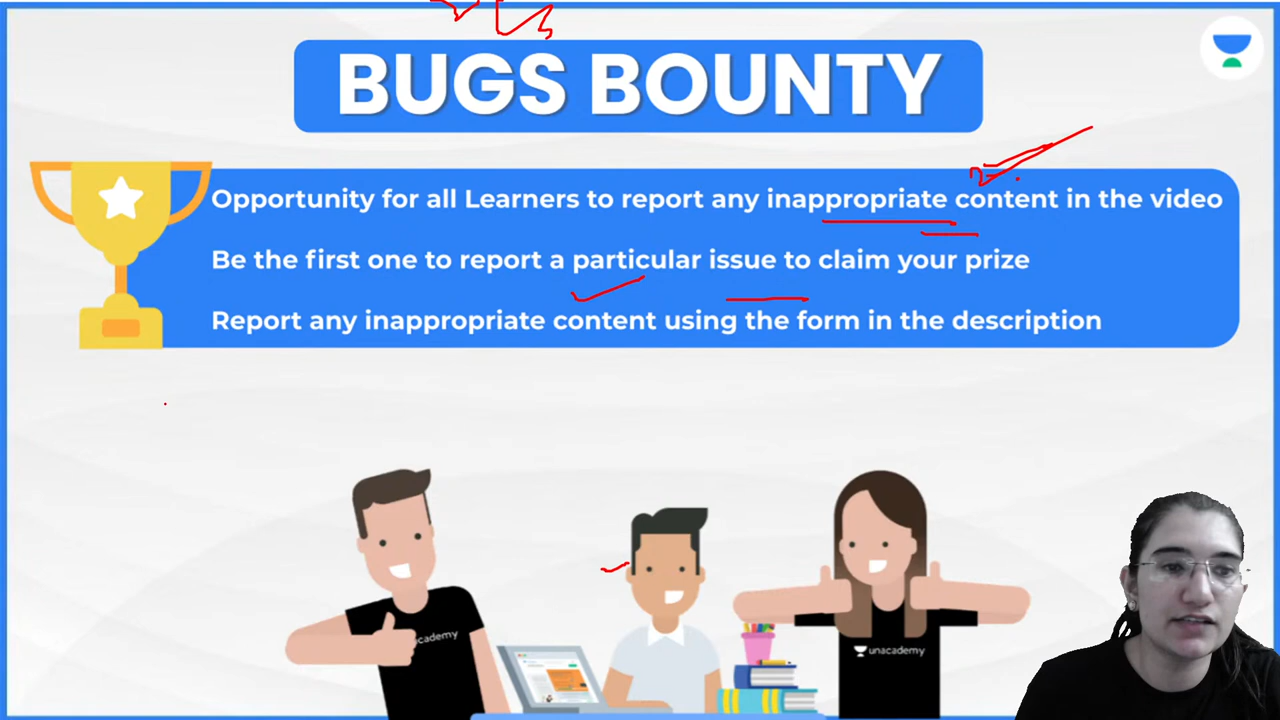 BUGS BOUNTY
Opportunity for all Learners to report any inappropriate content in the video
Be the first one to report a particular issue to claim your prize
Report any inappropriate content using the form in the description
unacademy